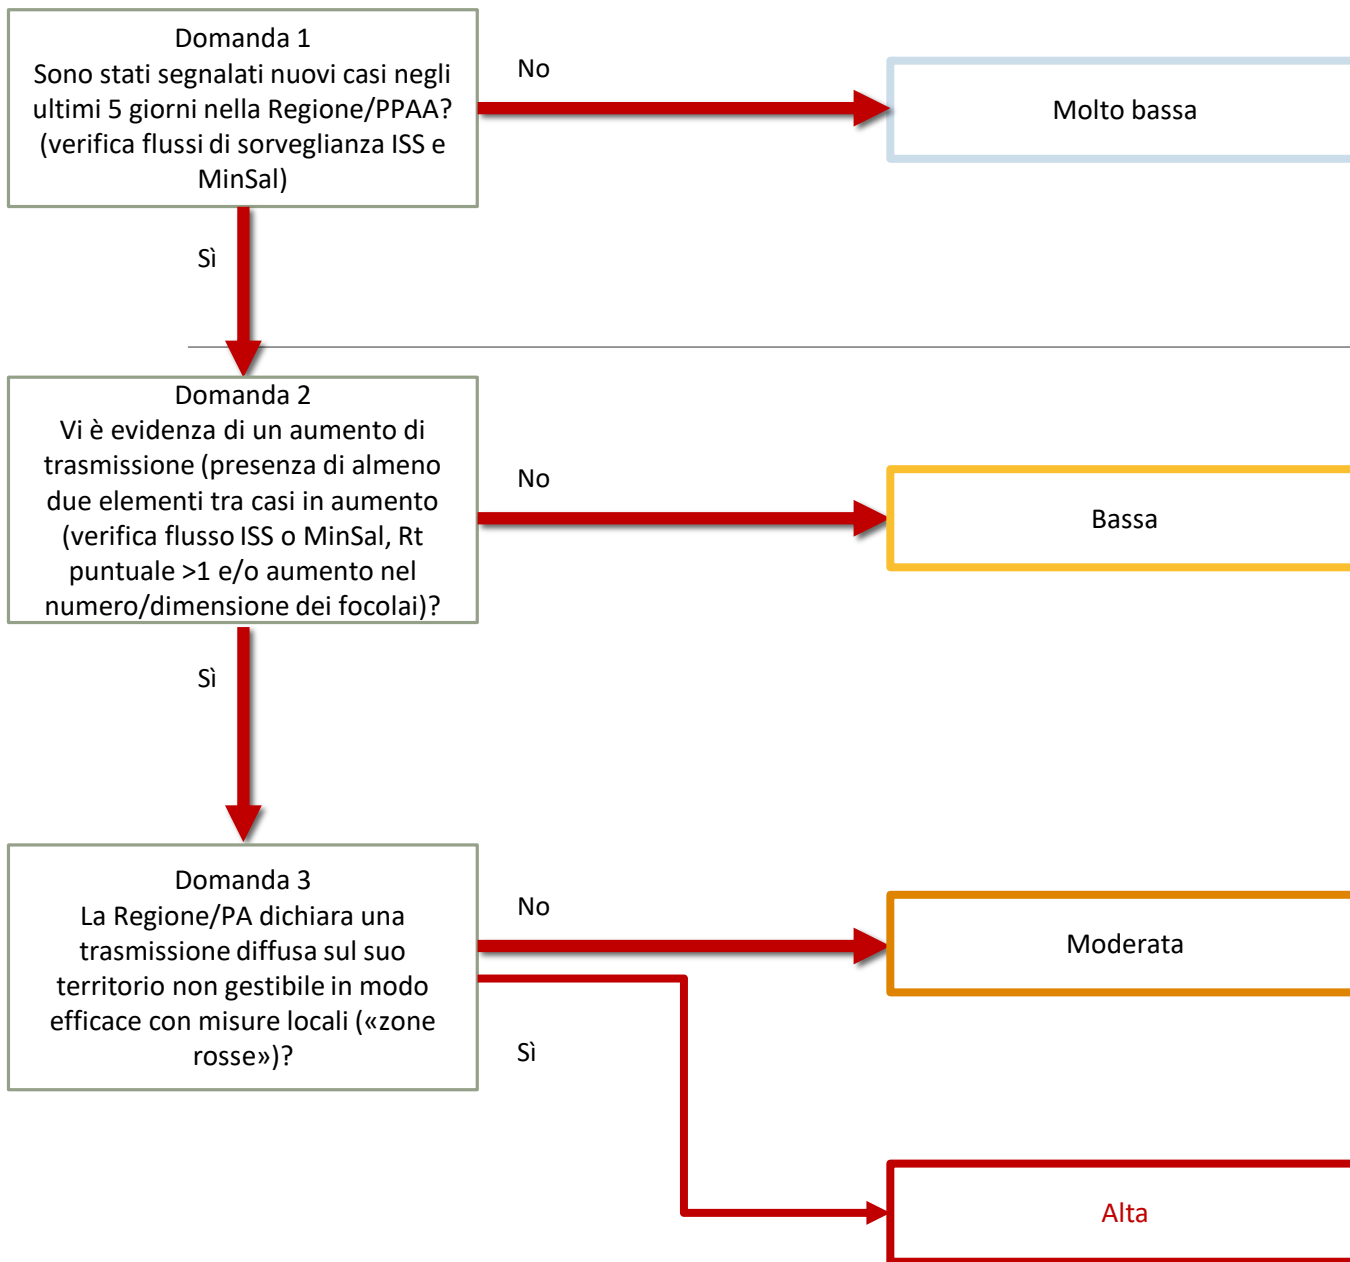 Domanda 1
Sono stati segnalati nuovi casi negli
ultimi 5 giorni nella Regione/PPAA?
(verifica flussi di sorveglianza ISS e
MinSal)
No
Molto bassa
Sì
Domanda 2
Vi è evidenza di un aumento di
trasmissione (presenza di almeno
due elementi tra casi in aumento
(verifica flusso ISS o MinSal, Rt
puntuale >1 e/o aumento nel
numero/dimensione dei focolai)?
No
Bassa
Sì
Domanda 3
La Regione/PA dichiara una
trasmissione diffusa sul suo
territorio non gestibile in modo
efficace con misure locali («zone
rosse»)?
No
Moderata
Sì
Alta